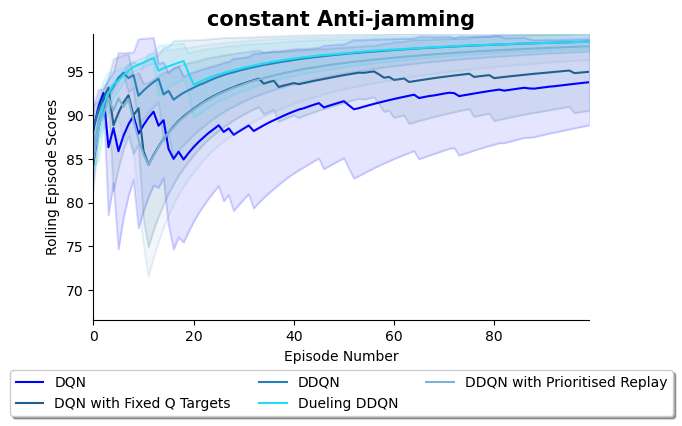 constant Anti-jamming
Rolling Episode Scores
95
90
85
80
75
70
0 20 40 60 80
Episode Number
DQN DDQN DDQN with Prioritised Replay
DQN with Fixed Q Targets Dueling DDQN